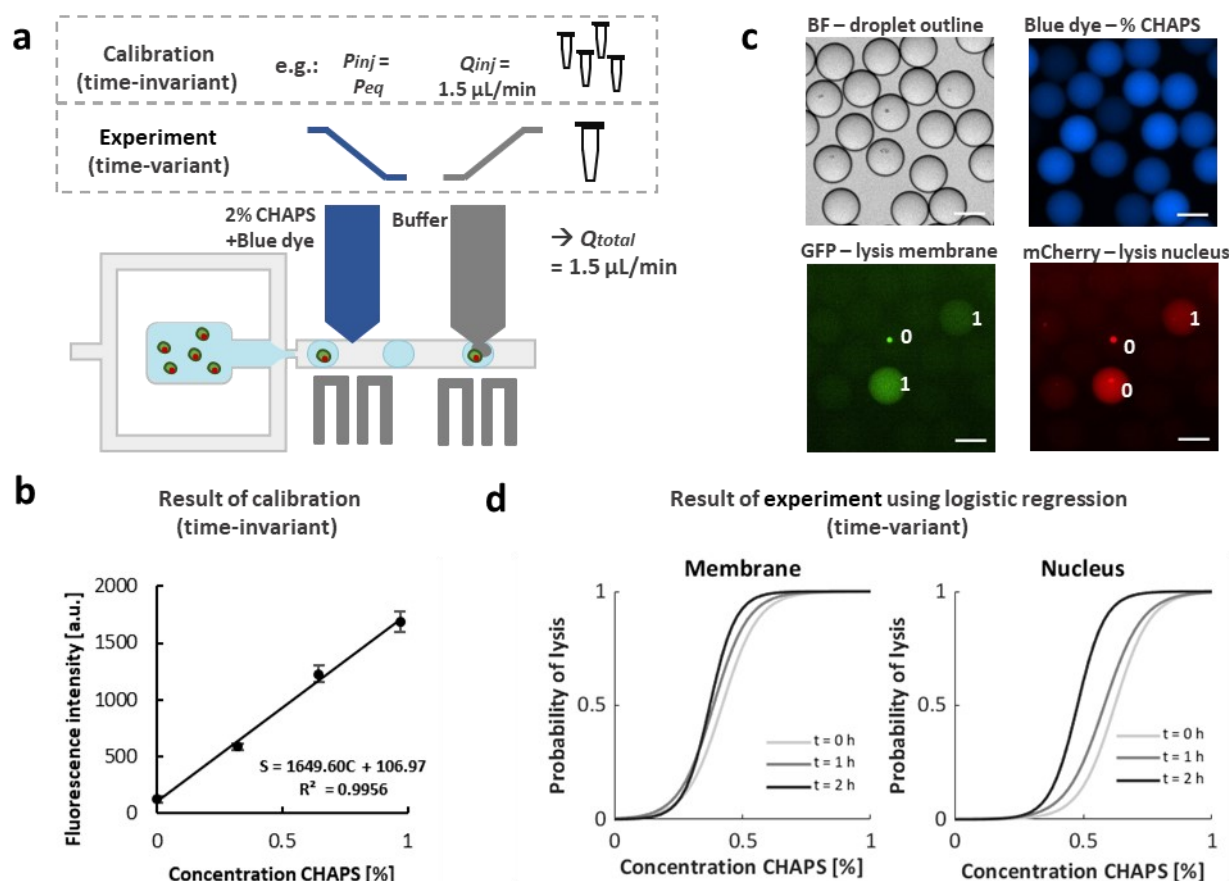 a
Calibration
(time-invariant)
e.g.:
Pinj =
Peq
Qinj =
1.5 µL/min
Experiment
(time-variant)
2% CHAPS
+Blue dye
Buffer
→ Qtotal
= 1.5 µL/min
c
BF – droplet outline
Blue dye – % CHAPS
GFP – lysis membrane
1
0
1
mCherry – lysis nucleus
1
0
0
b
Result of calibration
(time-invariant)
Fluorescence intensity [a.u.]
2000
1500
1000
500
0
S = 1649.60C + 106.97
R² = 0.9956
0
0.5
1
Concentration CHAPS [%]
d
Result of experiment using logistic regression
(time-variant)
Membrane
Probability of lysis
1
0.5
0
t = 0 h
t = 1 h
t = 2 h
0
0.5
1
Concentration CHAPS [%]
Nucleus
Probability of lysis
1
0.5
0
t = 0 h
t = 1 h
t = 2 h
0
0.5
1
Concentration CHAPS [%]